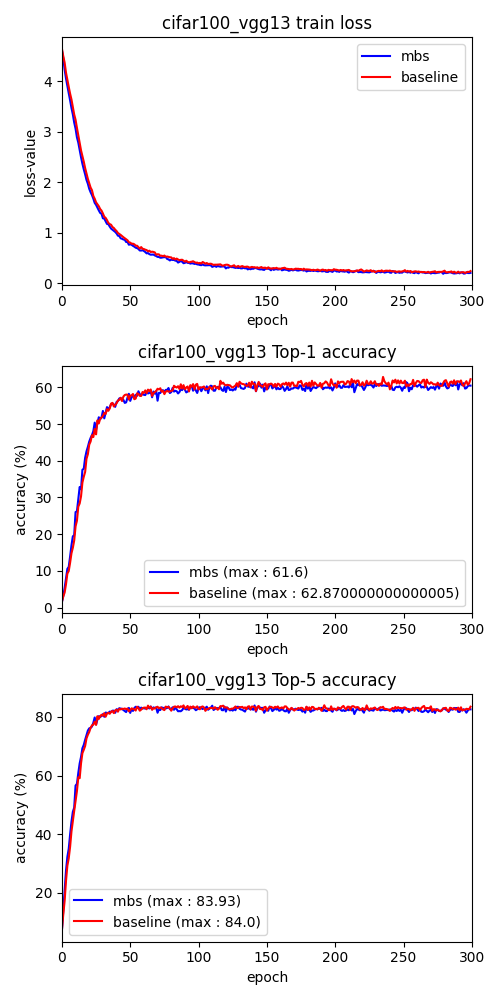 cifar100_vgg13 train loss
mbs
baseline
4
3
2
1
0
loss-value
0 50 100 150 200 250 300
epoch
cifar100_vgg13 Top-1 accuracy
60
50
40
30
20
10
0
accuracy (%)
mbs (max : 61.6)
baseline (max : 62.870000000000005)
0 50 100 150 200 250 300
epoch
cifar100_vgg13 Top-5 accuracy
80
60
40
20
accuracy (%)
mbs (max : 83.93)
baseline (max : 84.0)
0 50 100 150 200 250 300
epoch